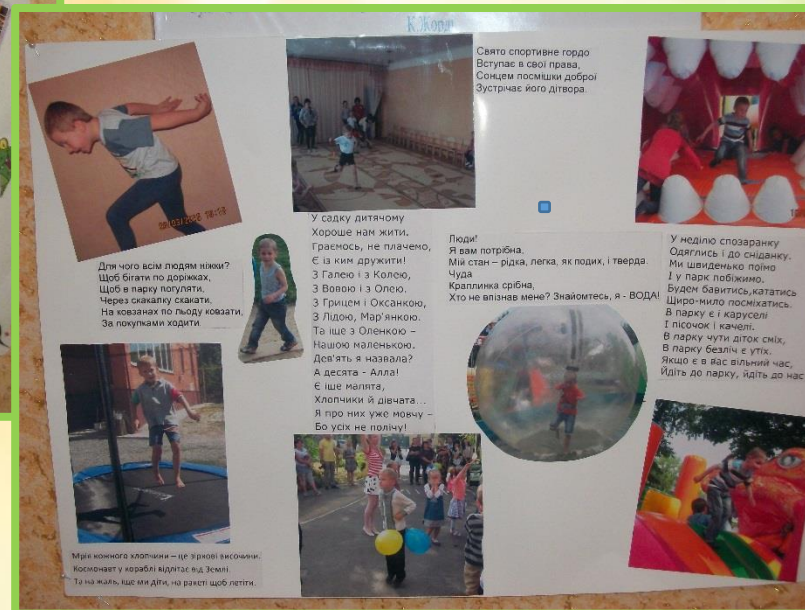 К.Жорнр
Свято спортивне гордо
Вступає в свої права,
Сонцем посмішки доброї
Зустрічає його дітвора.
Для чого всім людям ніжки?
Щоб бігати по доріжках,
Щоб в парку погуляти,
Через скакалку скакати,
На ковзанах по льоду ковзати,
За покупками ходити
У садку дитячому
Хороше нам жити.
Граємось, не плачемо,
Є із ким дружити!
З Галею і з Колею,
З Вовою і з Олею.
З Грицем і Оксанкою,
З Лідою, Мар'янкою.
Та іще з Оленкою –
Нашою маленькою.
Дев'ять я назвала?
А десята - Алла!
Є іще малята,
Хлопчики й дівчата...
Я про них уже мовчу –
Бо усіх не полічу!
Люди!
Я вам потрібна,
Мій стан – рідка, легка, як подих, і тверда.
Чуда
Краплинка срібна,
Хто не впізнав мене? Знайомтесь, я - ВОДА!
У неділю спозаранку
Одяглись і до сніданку.
Ми швиденько поїмо
І у парк побіжимо.
Будем бавитись, кататись
Щиро-мило посміхатись.
В парку є і каруселі
І пісочок і качелі.
В парку чути діток сміх,
В парку безліч є утіх.
Якщо є в вас вільний час,
Йдіть до парку, йдіть до нас
Мрія кожного хлопчини – це зіркові височини.
Космонавт у кораблі відлітає від Землі.
Та на жаль, іще ми діти, на ракеті щоб летіти.